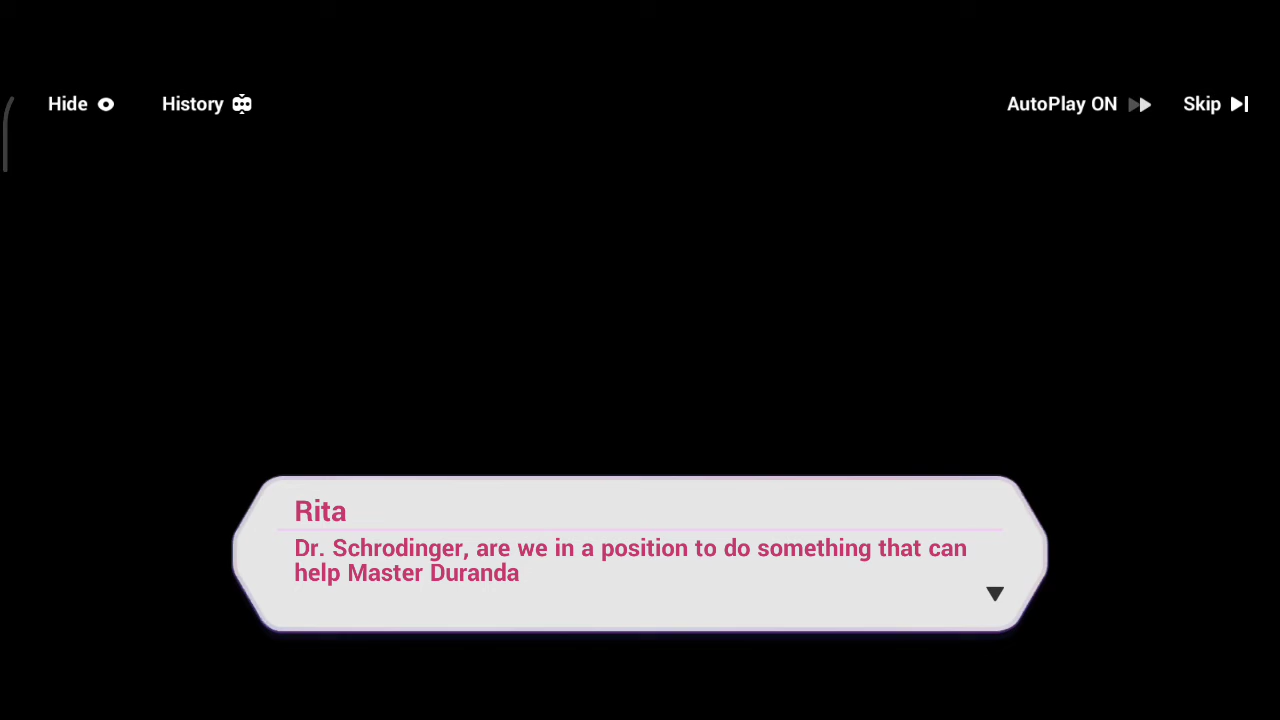 Hide
History
AutoPlay ON
Skip
Rita
Dr. Schrodinger, are we in a position to do something that can
help Master Duranda